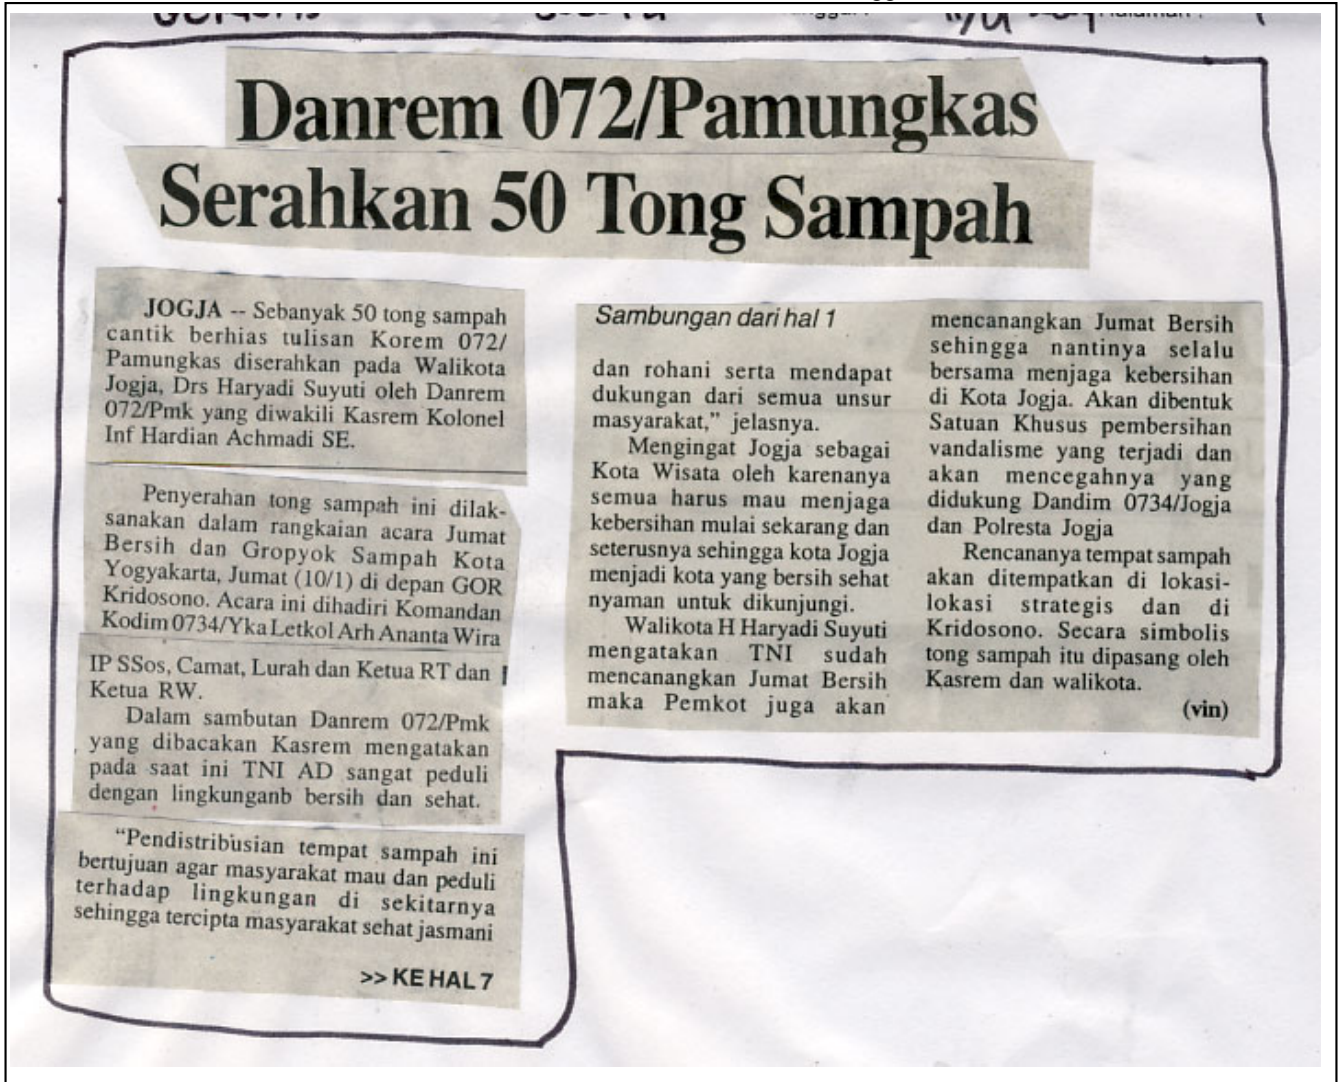 Danrem 072/Pamungkas
Serahkan 50 Tong Sampah
JOGJA -- Sebanyak 50 tong sampah
cantik berhias tulisan Korem 072/
Pamungkas diserahkan pada Walikota
Jogja, Drs Haryadi Suyuti oleh Danrem
072/Pmk yang diwakili Kasrem Kolonel
Inf Hardian Achmadi SE.
Penyerahan tong sampah ini dilak-
sanakan dalam rangkaian acara Jumat
Bersih dan Gropyok Sampah Kota
Yogyakarta, Jumat (10/1) di depan GOR
Kridosono. Acara ini dihadiri Komandan
Kodim 0734/Yka Letkol Arh Ananta Wira
IP SSos, Camat, Lurah dan Ketua RT dan
Ketua RW.
Dalam sambutan Danrem 072/Pmk
yang dibacakan Kasrem mengatakan
pada saat ini TNI AD sangat peduli
dengan lingkunganb bersih dan sehat.
“Pendistribusian tempat sampah ini
bertujuan agar masyarakat mau dan peduli
terhadap lingkungan di sekitarnya
sehingga tercipta masyarakat sehat jasmani
>> KE HAL 7
Sambungan dari hal 1
dan rohani serta mendapat
dukungan dari semua unsur
masyarakat,” jelasnya.
Mengingat Jogja sebagai
Kota Wisata oleh karenanya
semua harus mau menjaga
kebersihan mulai sekarang dan
seterusnya sehingga kota Jogja
menjadi kota yang bersih sehat
nyaman untuk dikunjungi.
Walikota H Haryadi Suyuti
mengatakan TNI sudah
mencanangkan Jumat Bersih
maka Pemkot juga akan
mencanangkan Jumat Bersih
sehingga nantinya selalu
bersama menjaga kebersihan
di Kota Jogja. Akan dibentuk
Satuan Khusus pembersihan
vandalisme yang terjadi dan
akan mencegahnya yang
didukung Dandim 0734/Jogja
dan Polresta Jogja
Rencananya tempat sampah
akan ditempatkan di lokasi-
lokasi strategis dan di
Kridosono. Secara simbolis
tong sampah itu dipasang oleh
Kasrem dan walikota.
(vin)